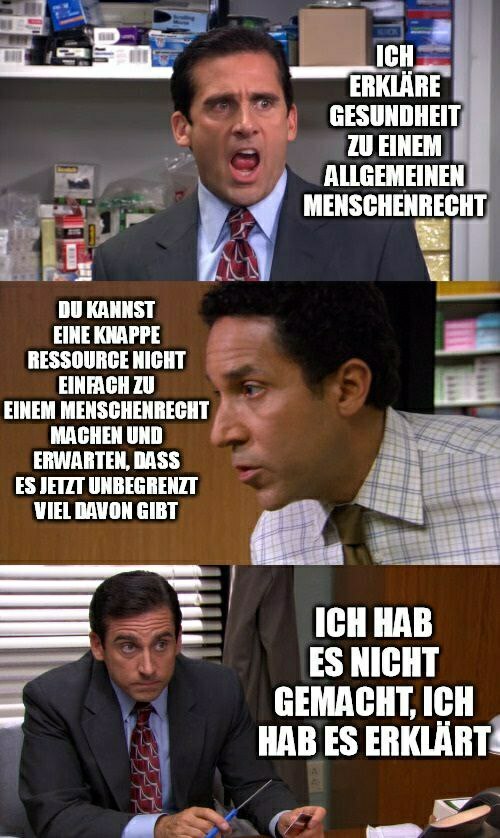 ICH
ERKLÄRE
GESUNDHEIT
ZU EINEM
ALLGEMEINEN
MENSCHENRECHT
DU KANNST
EINE KNAPPE
RESSOURCE NICHT
EINFACH ZU
EINEM MENSCHENRECHT
MACHEN UND
ERWARTEN, DASS
ES JETZT UNBEGRENZT
VIEL DAVON GIBT
ICH HAB
ES NICHT
GEMACHT, ICH
HAB ES ERKLÄRT